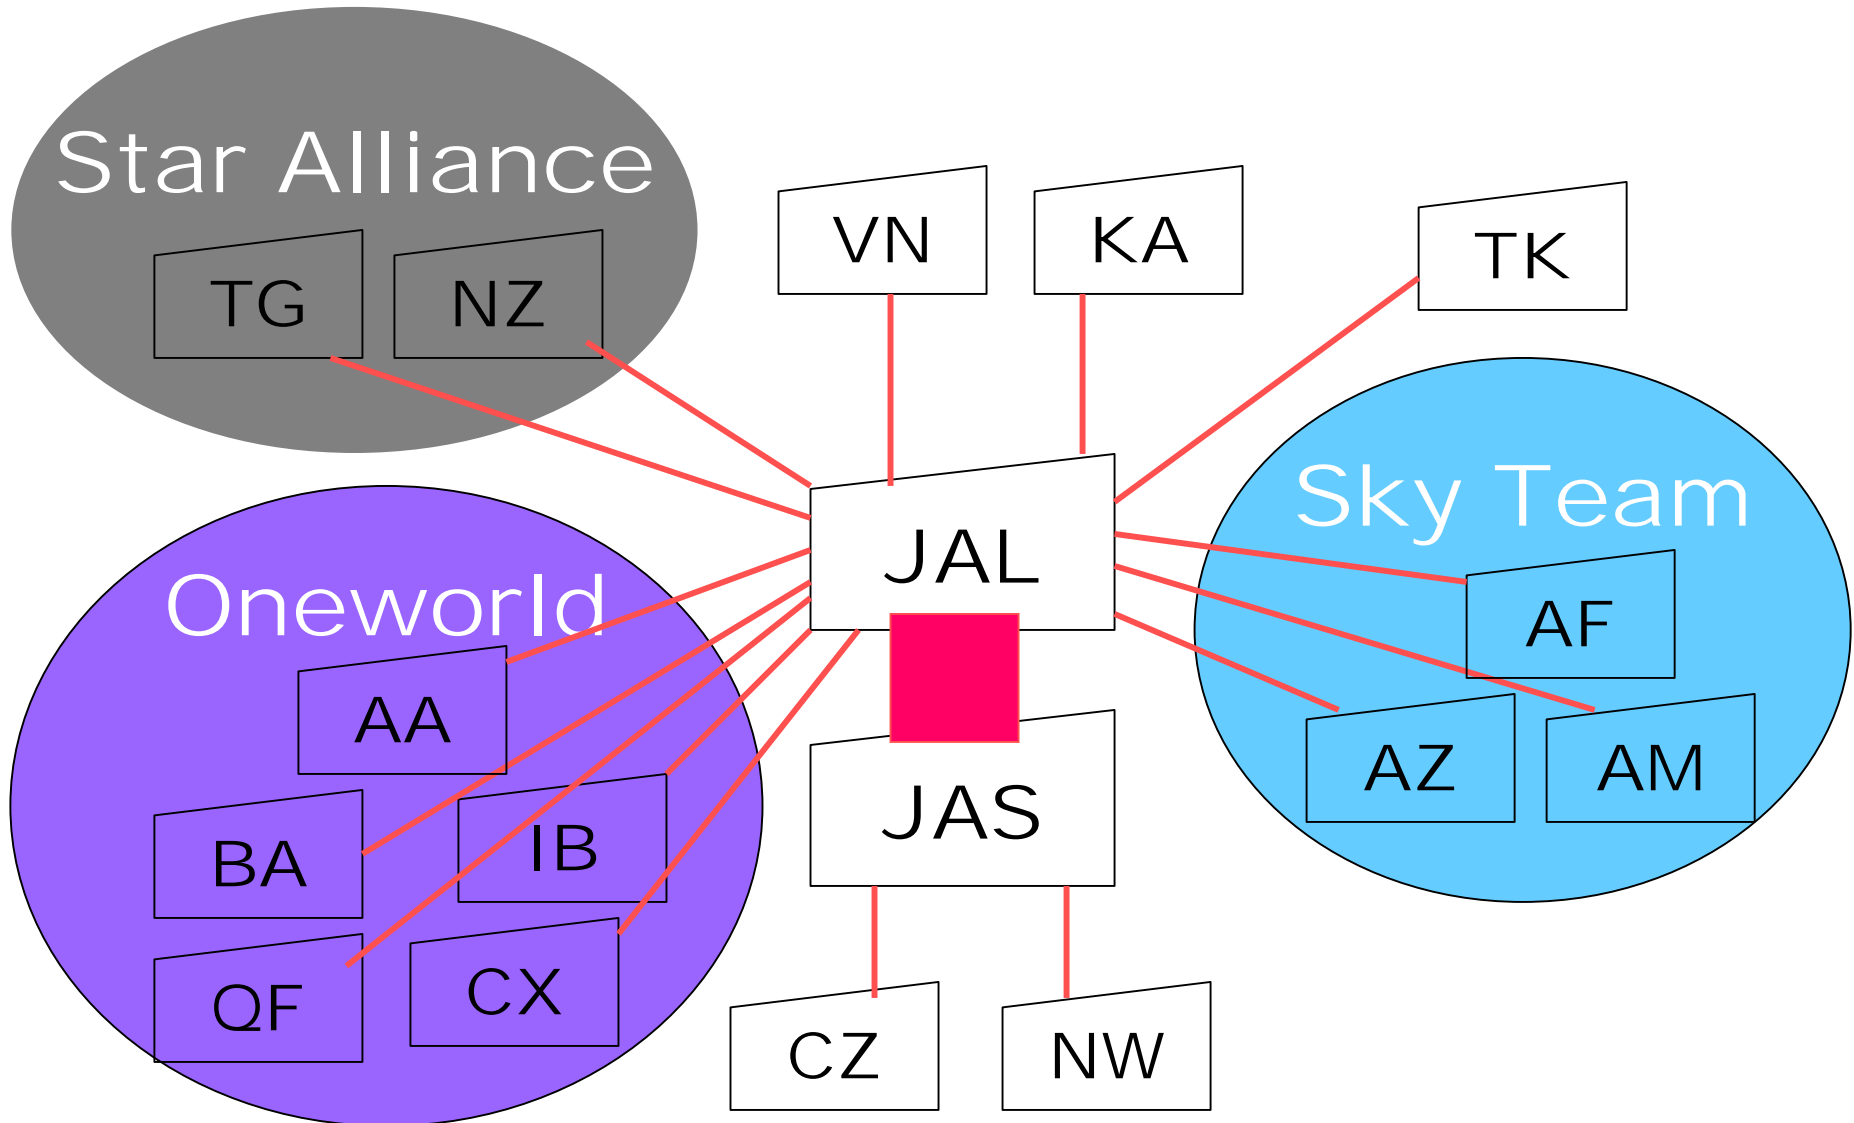 Star Alliance
TG
NZ
VN
KA
TK
JAL
Sky Team
AF
AZ
AM
Oneworld
AA
BA
IB
QF
CX
JAS
CZ
NW